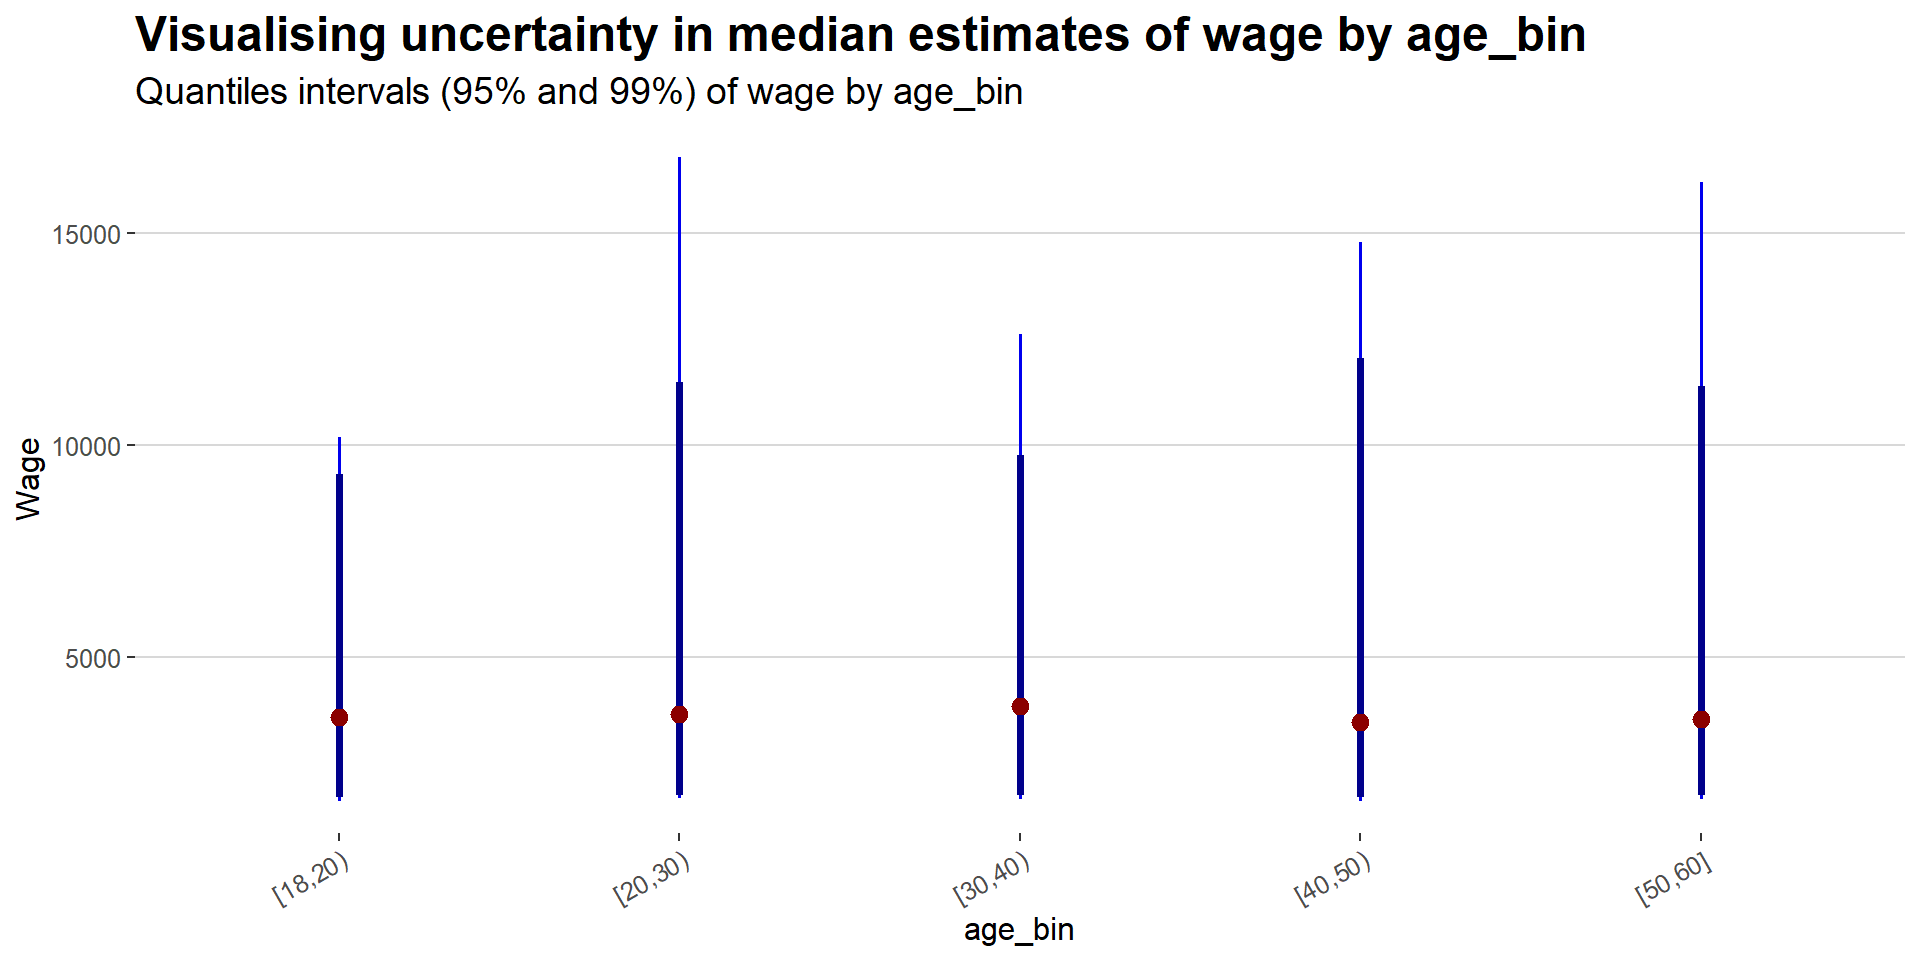 Visualising uncertainty in median estimates of wage by age_bin
Quantiles intervals (95% and 99%) of wage by age_bin
Wage
15000
10000
5000
[18,20)
[20,30)
[30,40)
[40,50)
[50,60]
age_bin